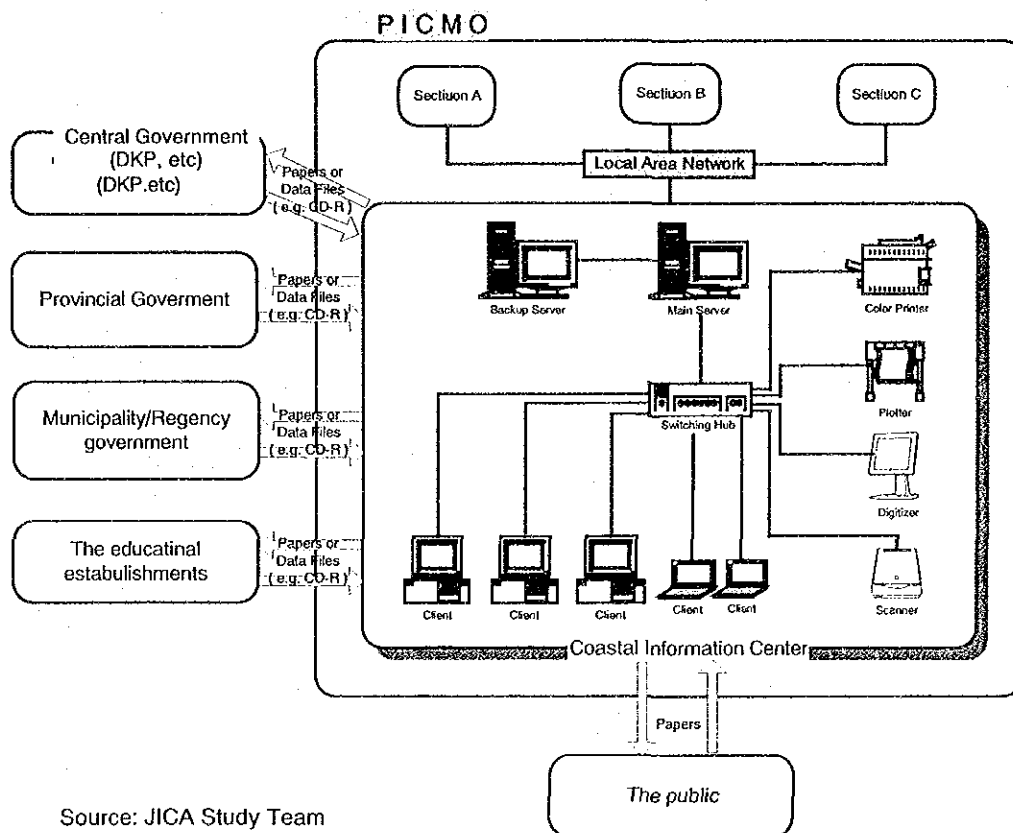 PICMO
Sectiuon A
Sectiuon B
Sectiuon C
Local Area Network
Central Government
(DKP, etc)
(DKP.etc)
Papers or
Data Files
( e.g. CD-R )
Provincial Goverment
Papers or
Data Files
( e.g. CD-R )
Municipality/Regency
government
Papers or
Data Files
( e.g. CD-R )
The educatinal
estabulishments
Papers or
Data Files
( e.g. CD-R )
Backup Server
Main Server
Color Printer
Switching Hub
Plotter
Digitizer
Scanner
Client
Client
Client
Client
Client
Coastal Information Center
Papers
The public
Source: JICA Study Team